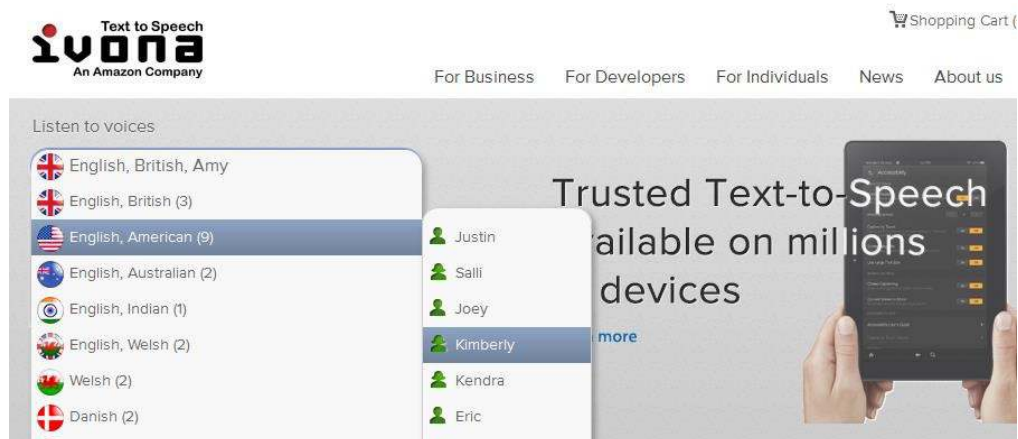 Text to Speech
ivona
An Amazon Company
Shopping Cart (
For Business For Developers For Individuals News About us
Listen to voices
English, British, Amy
English, British (3)
English, American (9)
English, Australian (2)
English, Indian (1)
English, Welsh (2)
Welsh (2)
Danish (2)
Justin
Salli
Joey
Kimberly
Kendra
Eric
Trusted Text-to-Speech
ailable on millions
devices
more
Accessibility